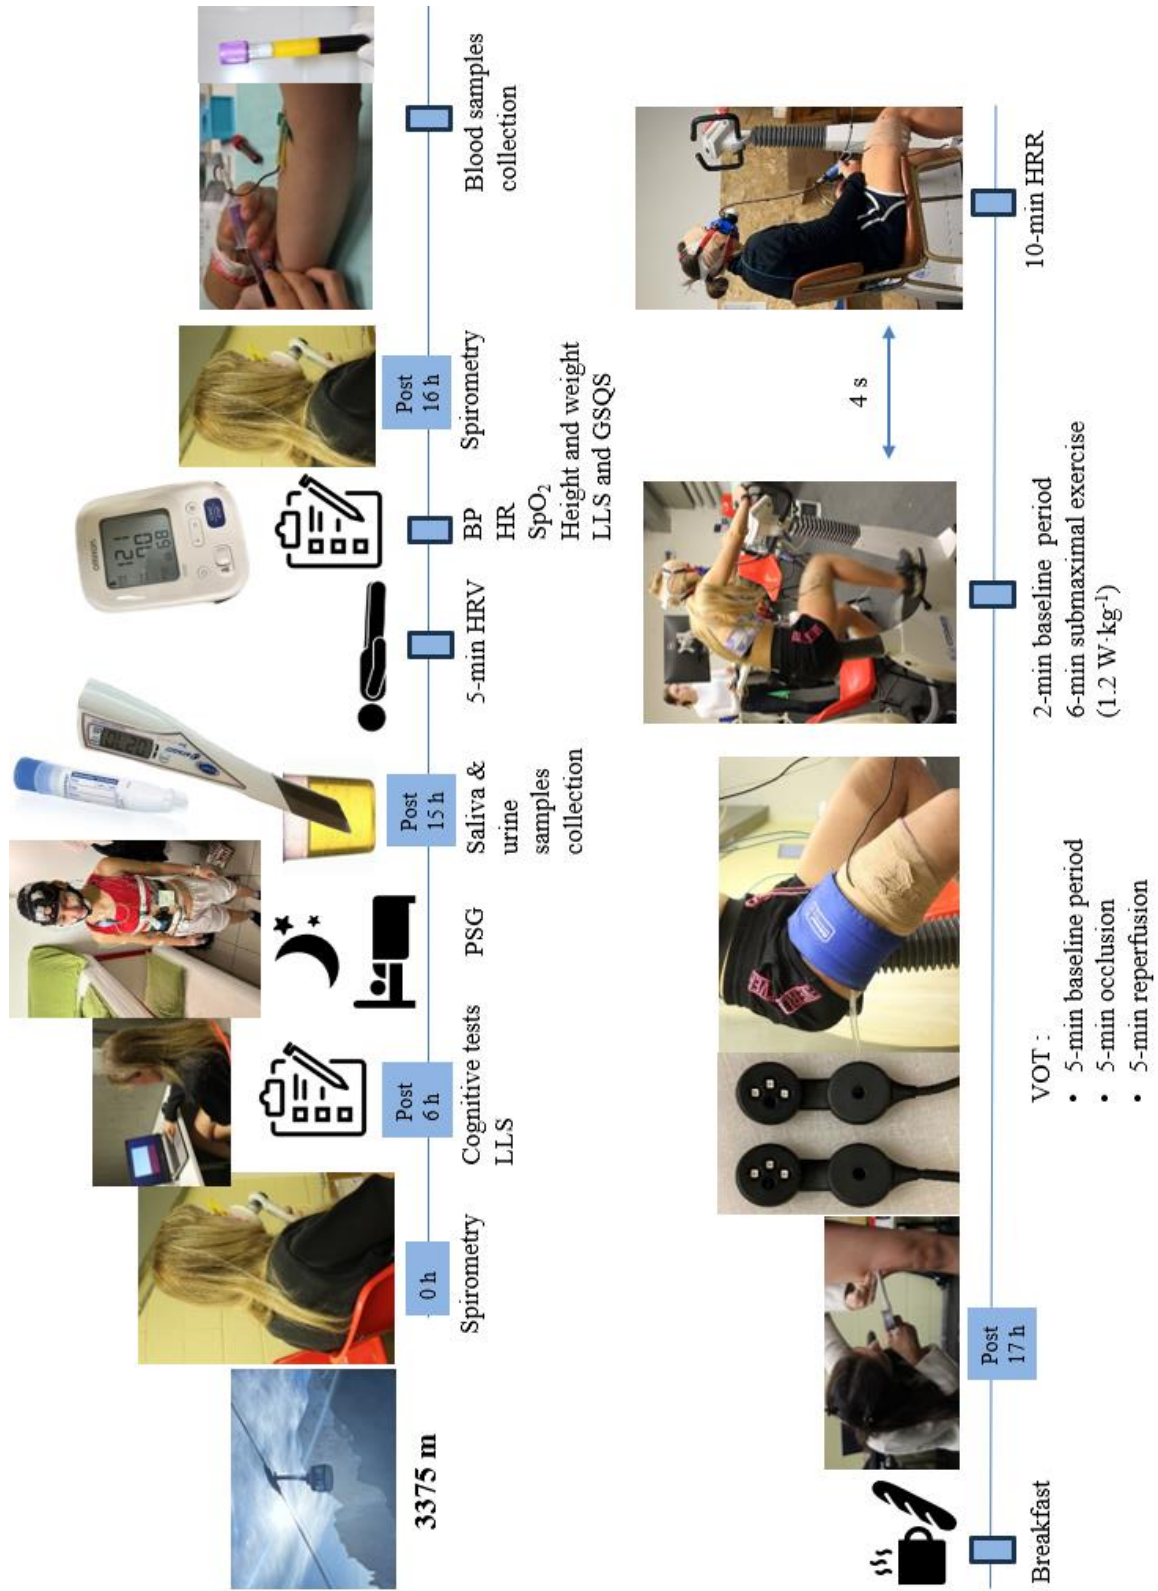 3375 m
0 h
Spirometry
Post
6 h
Cognitive tests
LLS
PSG
Post
15 h
Saliva &
urine
samples
collection
5-min HRV
BP
HR
SpO₂
Height and weight
LLS and GSQS
Post
16 h
Spirometry
Blood samples
collection
Breakfast
Post
17 h
VOT :
• 5-min baseline period
• 5-min occlusion
• 5-min reperfusion
2-min baseline period
6-min submaximal exercise
(1.2 W·kg⁻¹)
4 s
10-min HRR